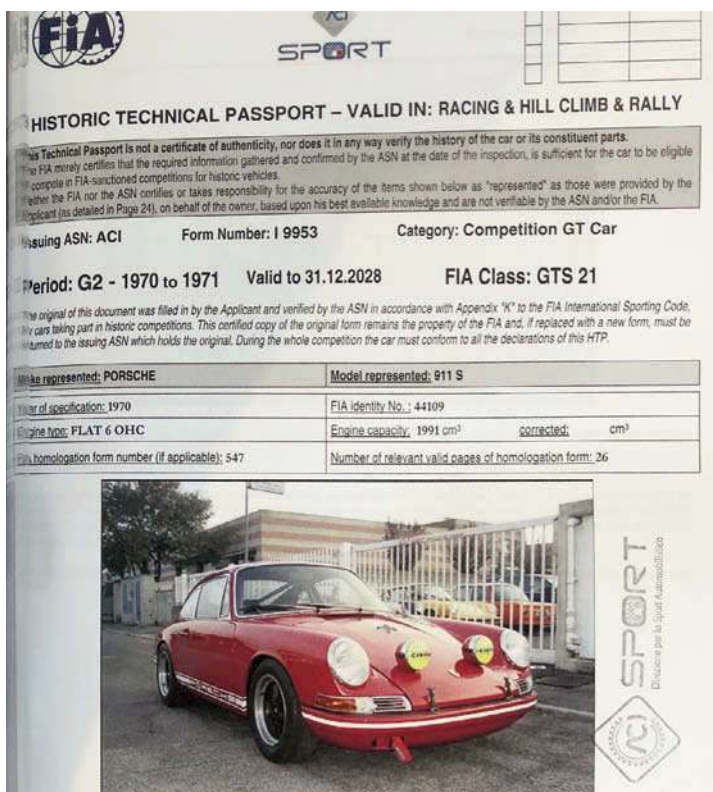 FiA
ACI
SPORT
HISTORIC TECHNICAL PASSPORT – VALID IN: RACING & HILL CLIMB & RALLY
This Technical Passport is not a certificate of authenticity, nor does it in any way verify the history of the car or its constituent parts.
The FIA merely certifies that the required information gathered and confirmed by the ASN at the date of the inspection, is sufficient for the car to be eligible
to compete in FIA-sanctioned competitions for historic vehicles.
Neither the FIA nor the ASN certifies or takes responsibility for the accuracy of the items shown below as "represented" as those were provided by the
Applicant (as detailed in Page 24), on behalf of the owner, based upon his best available knowledge and are not verifiable by the ASN and/or the FIA.
Issuing ASN: ACI Form Number: I 9953 Category: Competition GT Car
Period: G2 - 1970 to 1971 Valid to 31.12.2028 FIA Class: GTS 21
The original of this document was filled in by the Applicant and verified by the ASN in accordance with Appendix "K" to the FIA International Sporting Code,
for cars taking part in historic competitions. This certified copy of the original form remains the property of the FIA and, if replaced with a new form, must be
returned to the issuing ASN which holds the original. During the whole competition the car must conform to all the declarations of this HTP.
Make represented: PORSCHE Model represented: 911 S
Year of specification: 1970 FIA identity No. : 44109
Engine type: FLAT 6 OHC Engine capacity: 1991 cm³ corrected: cm³
FIA homologation form number (if applicable): 547 Number of relevant valid pages of homologation form: 26
CIBIE
SPORT
Direzione per lo Sport Automobilistico
ACI